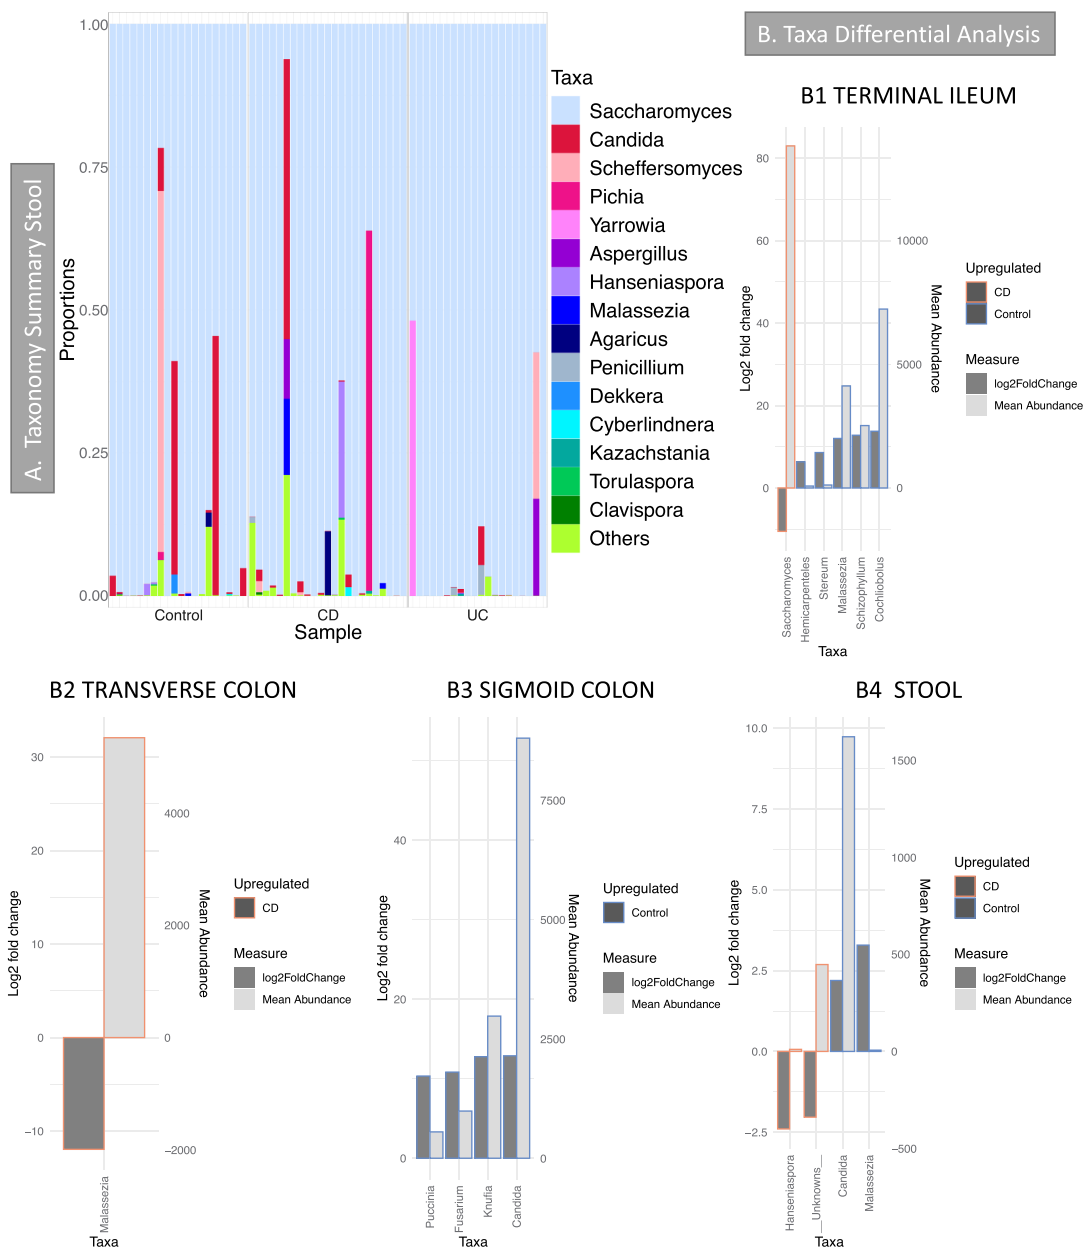 A. Taxonomy Summary Stool
Proportions
1.00
0.75
0.50
0.25
0.00
Control
CD
UC
Sample
Taxa
Saccharomyces
Candida
Scheffersomyces
Pichia
Yarrowia
Aspergillus
Hanseniaspora
Malassezia
Agaricus
Penicillium
Dekkera
Cyberlindnera
Kazachstania
Torulaspora
Clavispora
Others
B. Taxa Differential Analysis
B1 TERMINAL ILEUM
Log2 fold change
80
60
40
20
0
10000
5000
0
Mean Abundance
Saccharomyces
Hemicarpenteles
Stereum
Malassezia
Schizophyllum
Cochliobolus
Taxa
Upregulated
CD
Control
Measure
log2FoldChange
Mean Abundance
B2 TRANSVERSE COLON
Log2 fold change
30
20
10
0
−10
4000
2000
0
−2000
Mean Abundance
Malassezia
Taxa
Upregulated
CD
Measure
log2FoldChange
Mean Abundance
B3 SIGMOID COLON
Log2 fold change
40
20
0
7500
5000
2500
0
Mean Abundance
Puccinia
Fusarium
Knufia
Candida
Taxa
Upregulated
Control
Measure
log2FoldChange
Mean Abundance
B4 STOOL
Log2 fold change
10.0
7.5
5.0
2.5
0.0
−2.5
1500
1000
500
0
−500
Mean Abundance
Hanseniaspora
__Unknowns__
Candida
Malassezia
Taxa
Upregulated
CD
Control
Measure
log2FoldChange
Mean Abundance